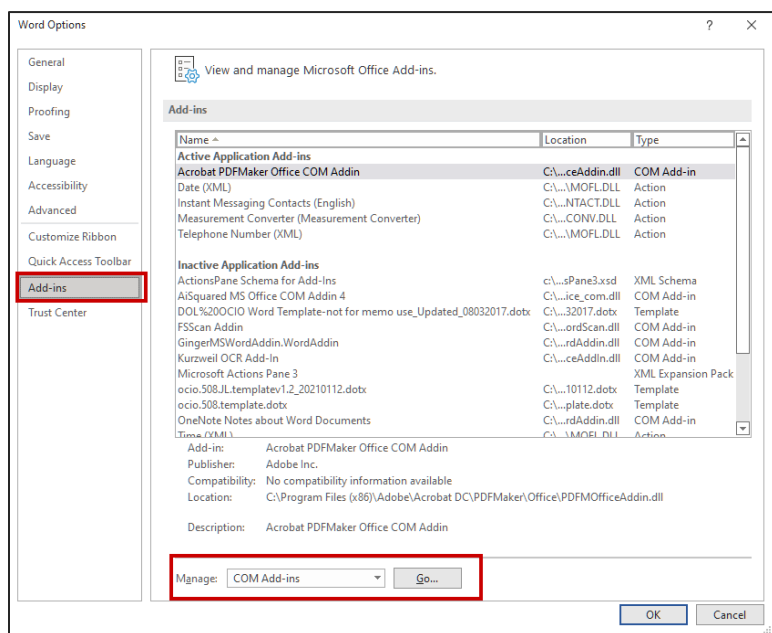 Word Options
General
Display
Proofing
Save
Language
Accessibility
Advanced
Customize Ribbon
Quick Access Toolbar
Add-ins
Trust Center
View and manage Microsoft Office Add-ins.
Add-ins
Name Location Type
Active Application Add-ins
Acrobat PDFMaker Office COM Addin C:\...ceAddin.dll COM Add-in
Date (XML) C:\...\MOFL.DLL Action
Instant Messaging Contacts (English) C:\...NTACT.DLL Action
Measurement Converter (Measurement Converter) C:\...CONV.DLL Action
Telephone Number (XML) C:\...\MOFL.DLL Action
Inactive Application Add-ins
ActionsPane Schema for Add-Ins c:\...sPane3.xsd XML Schema
AiSquared MS Office COM Addin 4 C:\...ice_com.dll COM Add-in
DOL%20OCIO Word Template-not for memo use_Updated_08032017.dotx C:\...32017.dotx Template
FSScan Addin C:\...ordScan.dll COM Add-in
GingerMSWordAddin.WordAddin C:\...rdAddin.dll COM Add-in
Kurzweil OCR Add-In C:\...ceAddIn.dll COM Add-in
Microsoft Actions Pane 3 XML Expansion Pack
ocio.508JL.templatev1.2_20210112.dotx C:\...10112.dotx Template
ocio.508.template.dotx C:\...plate.dotx Template
OneNote Notes about Word Documents C:\...rdAddin.dll COM Add-in
Time (XML) C:\...\MOFL.DLL Action
Add-in: Acrobat PDFMaker Office COM Addin
Publisher: Adobe Inc.
Compatibility: No compatibility information available
Location: C:\Program Files (x86)\Adobe\Acrobat DC\PDFMaker\Office\PDFMOfficeAddin.dll
Description: Acrobat PDFMaker Office COM Addin
Manage: COM Add-ins Go...
OK Cancel